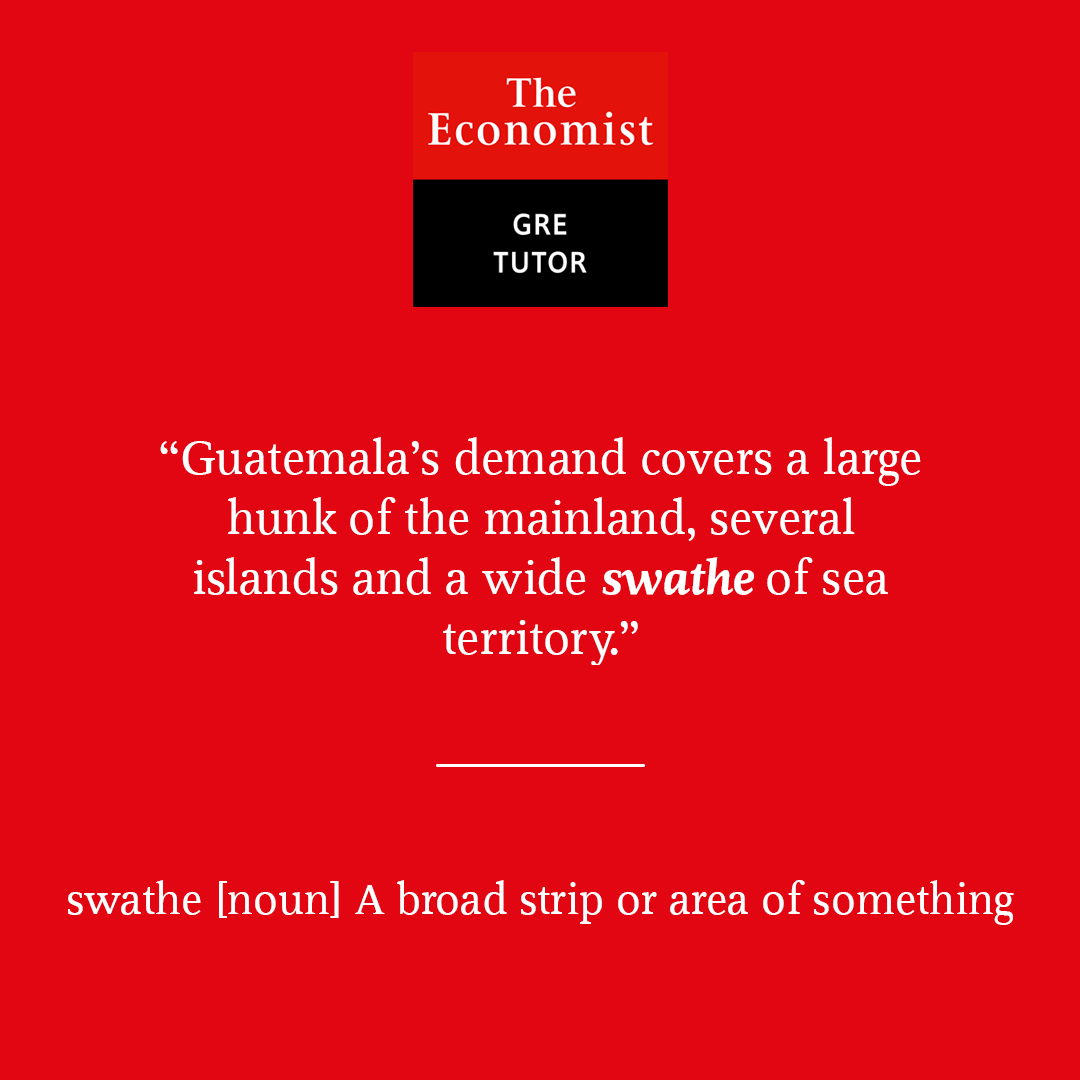 The
Economist
GRE
TUTOR
“Guatemala’s demand covers a large
hunk of the mainland, several
islands and a wide swathe of sea
territory.”
swathe [noun] A broad strip or area of something